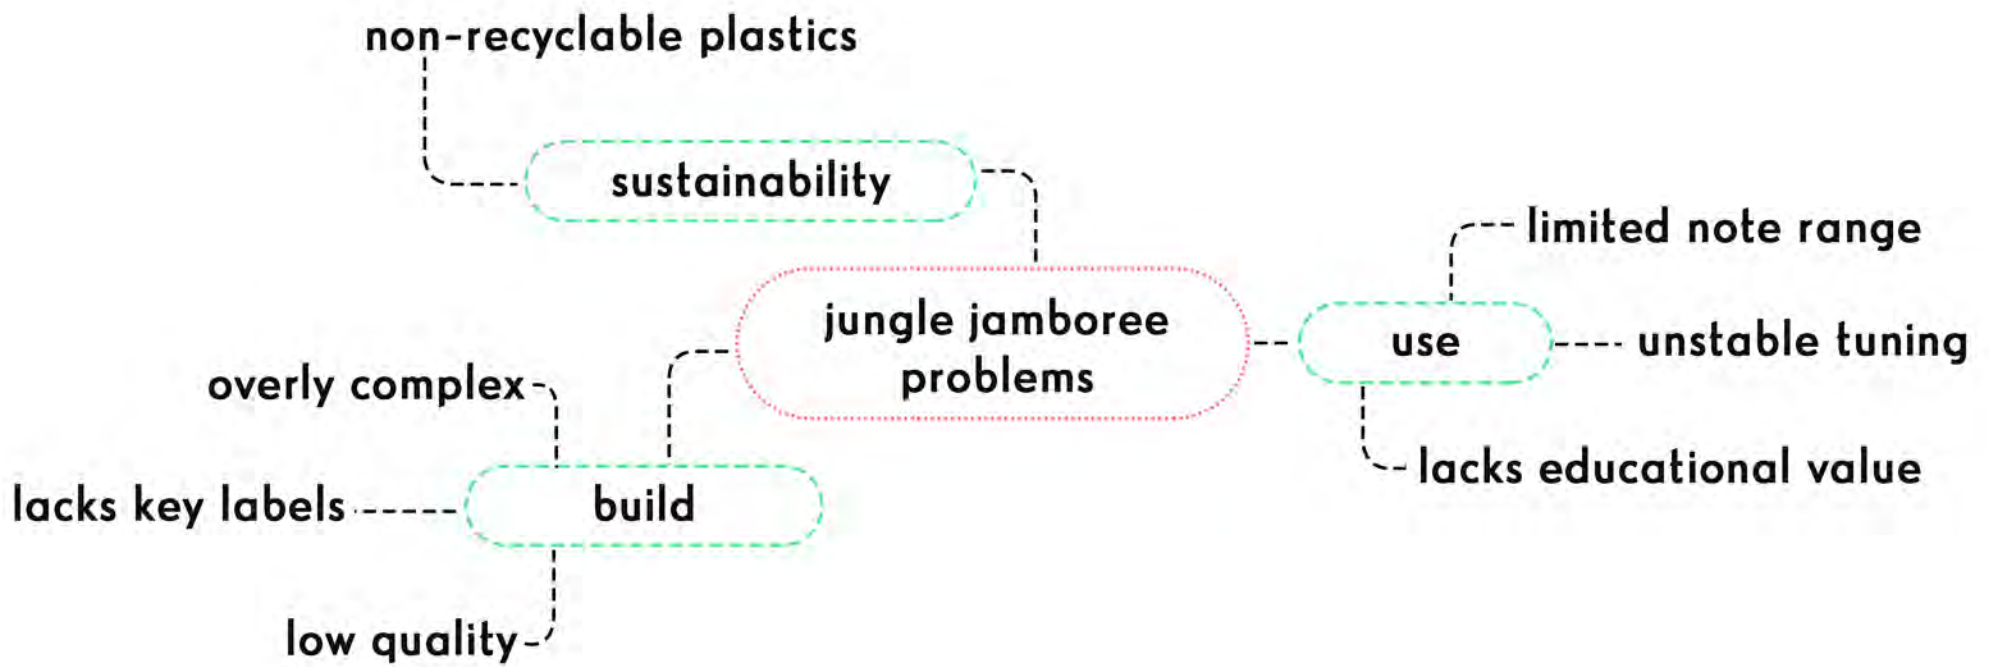 non-recyclable plastics
sustainability
limited note range
jungle jamboree
problems
use
unstable tuning
overly complex
lacks educational value
lacks key labels
build
low quality